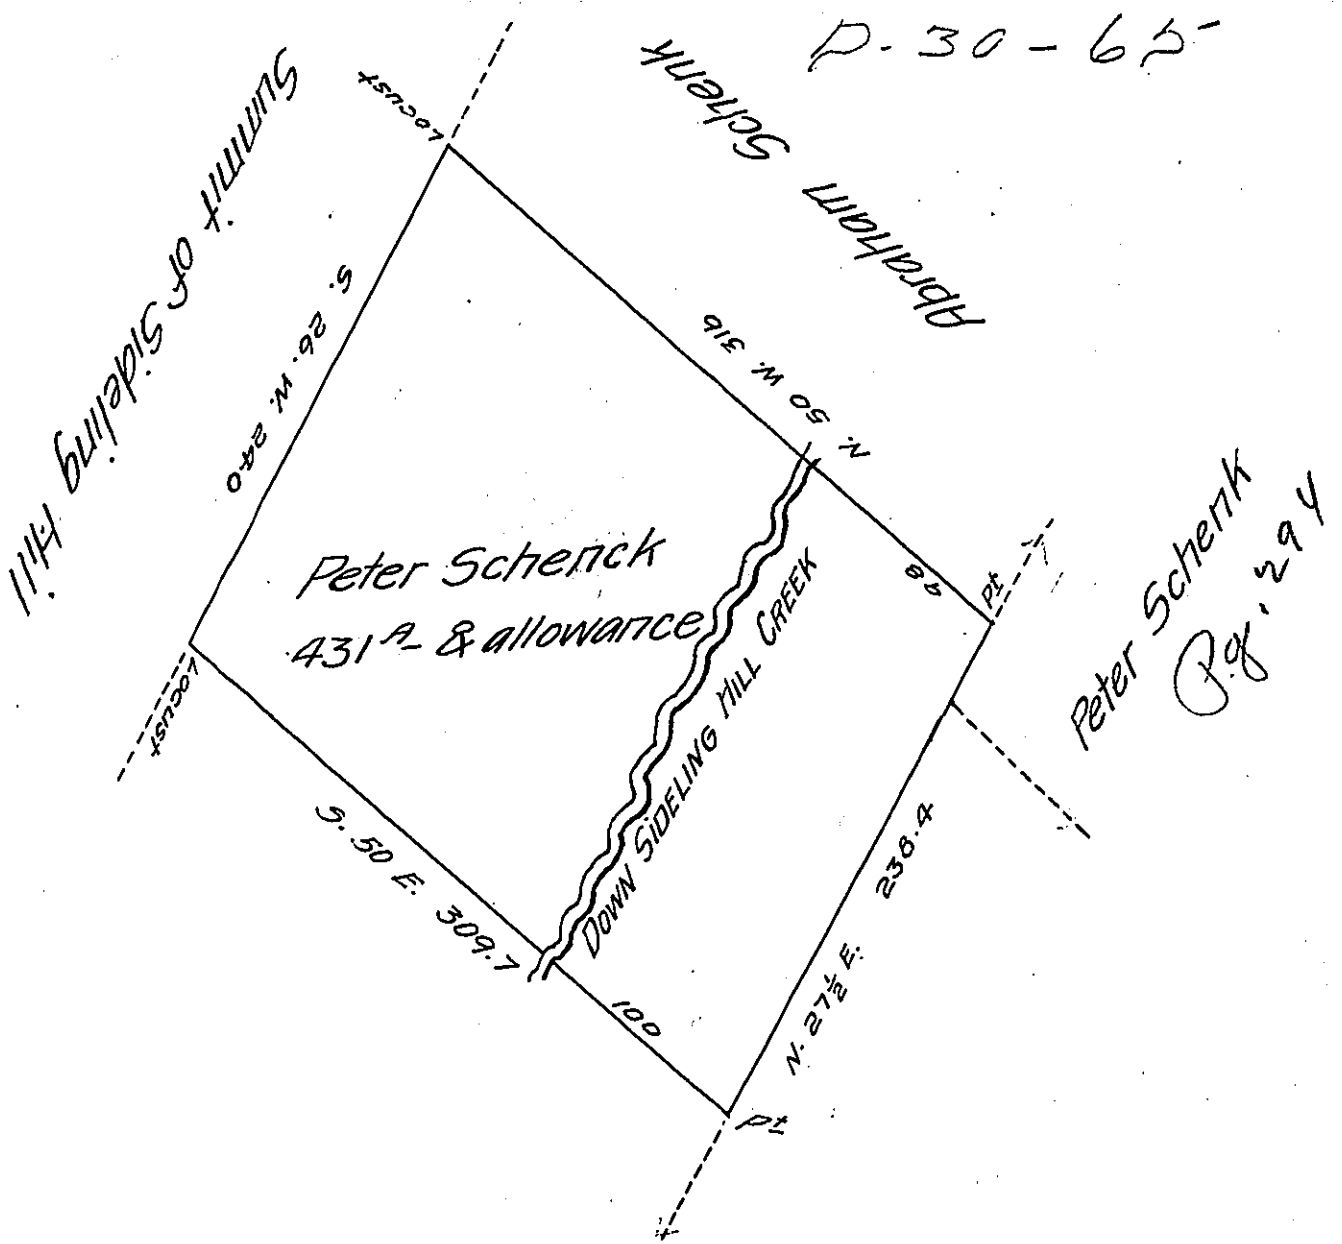 D-30-65
Summit of Sideling Hill
LOCUST
Abraham Schenk
S. 26. W. 240
N. 50 W. 316
98
Pt
Peter Schenk
Pg. 294
Peter Schenck
431 A- & allowance
DOWN SIDELING HILL CREEK
LOCUST
S. 50 E. 309.7
100
N. 27½ E. 238.4
Pt